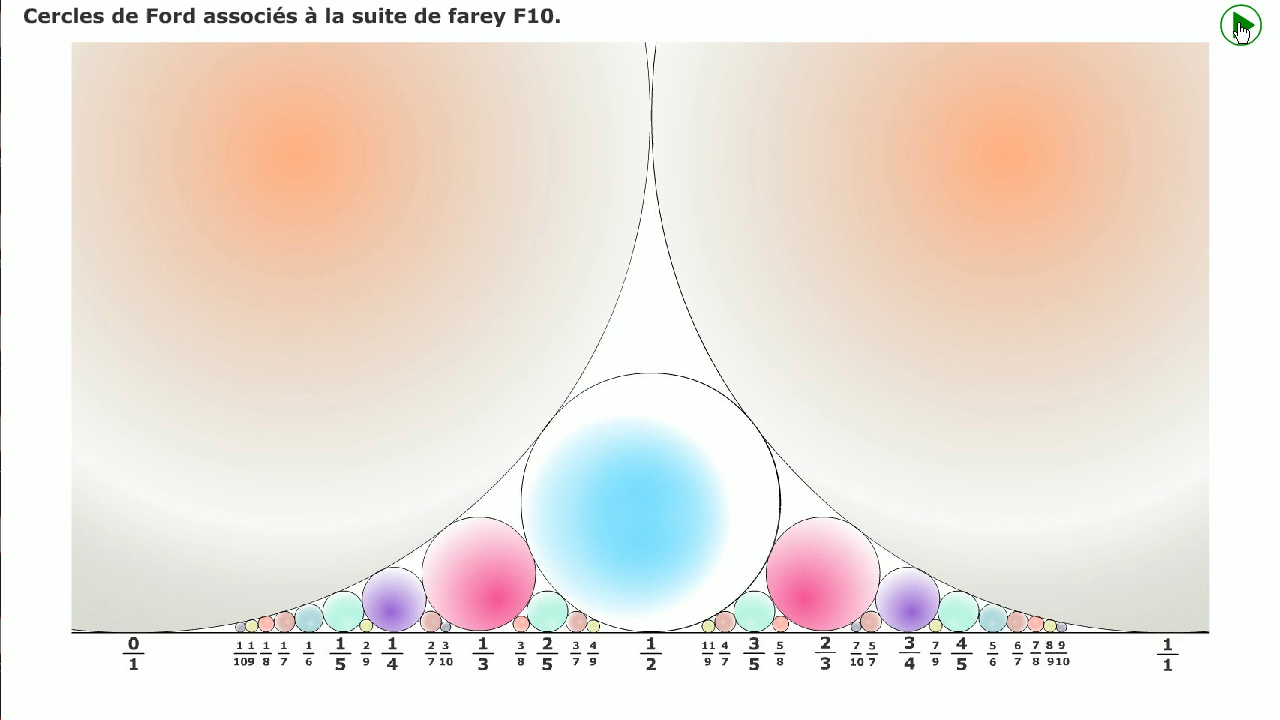 Cercles de Ford associés à la suite de farey F10.
0 1 1 1 1 1 1 2 1 2 3 1 3 2 3 4 1 11 4 3 5 2 7 5 3 7 4 5 6 7 8 9 1
1 10 9 8 7 6 5 9 4 7 10 3 8 5 7 9 2 9 7 5 8 3 10 7 4 9 5 6 7 8 9 10 1